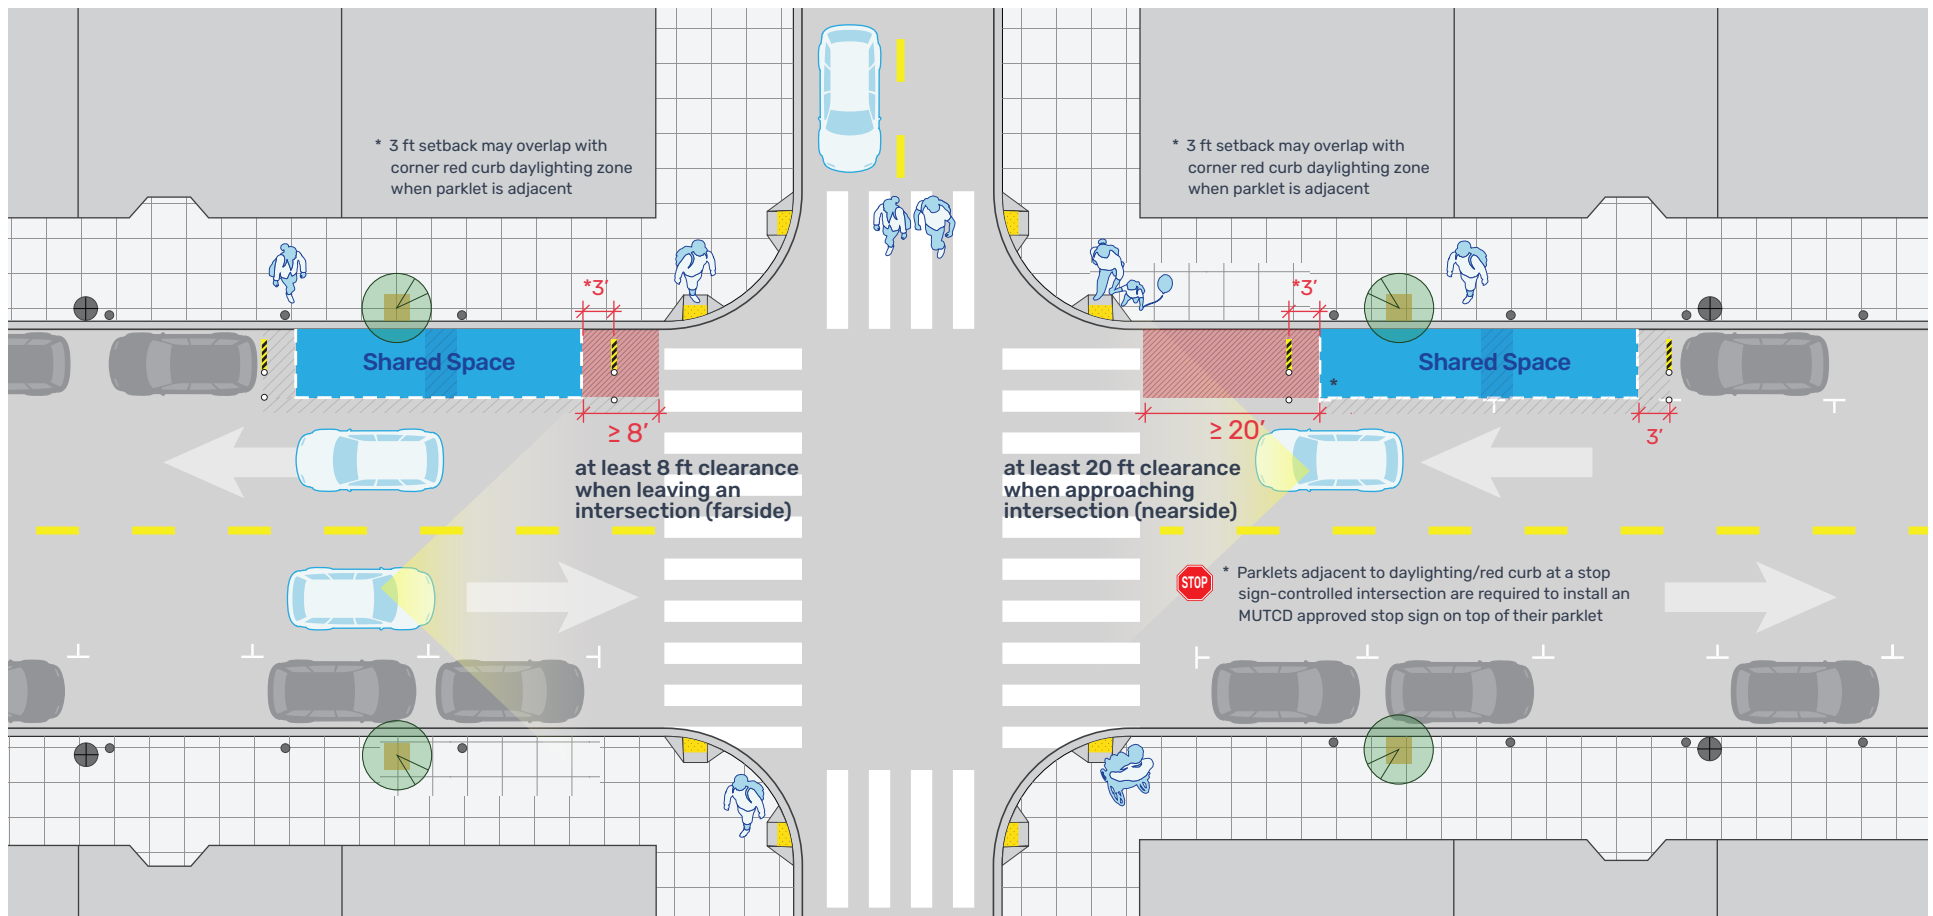 * 3 ft setback may overlap with
corner red curb daylighting zone
when parklet is adjacent
* 3 ft setback may overlap with
corner red curb daylighting zone
when parklet is adjacent
*3′
*3′
Shared Space
Shared Space
*
≥ 8′
≥ 20′
3′
at least 8 ft clearance
when leaving an
intersection (farside)
at least 20 ft clearance
when approaching
intersection (nearside)
STOP
* Parklets adjacent to daylighting/red curb at a stop
sign-controlled intersection are required to install an
MUTCD approved stop sign on top of their parklet